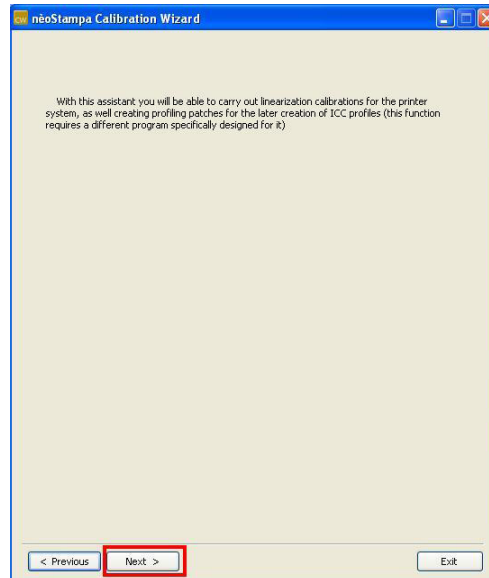 cw nèoStampa Calibration Wizard
With this assistant you will be able to carry out linearization calibrations for the printer
system, as well creating profiling patches for the later creation of ICC profiles (this function
requires a different program specifically designed for it)
< Previous Next > Exit